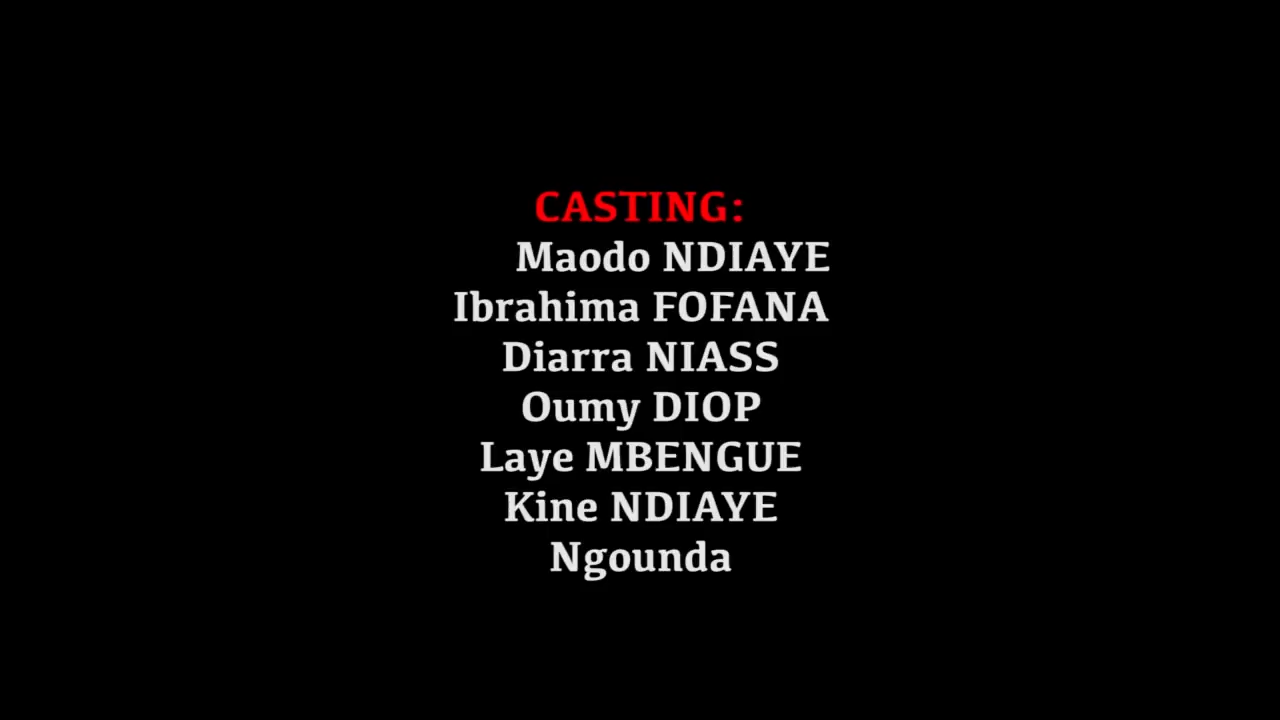 CASTING:
Maodo NDIAYE
Ibrahima FOFANA
Diarra NIASS
Oumy DIOP
Laye MBENGUE
Kine NDIAYE
Ngounda